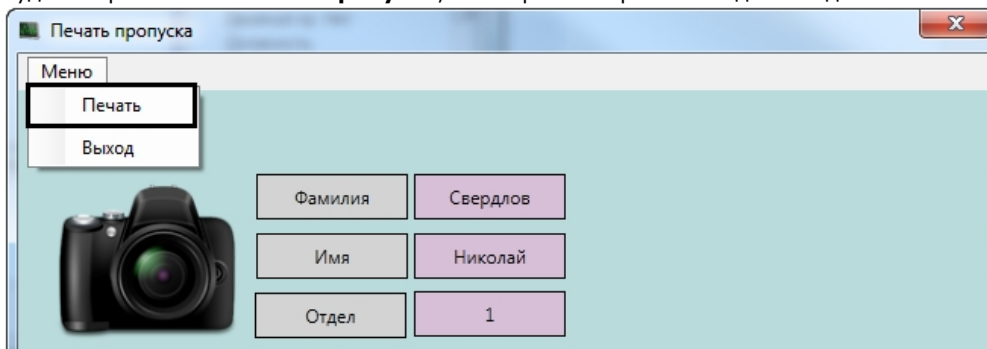 Печать пропуска
Меню
Печать
Выход
Фамилия Свердлов
Имя Николай
Отдел 1